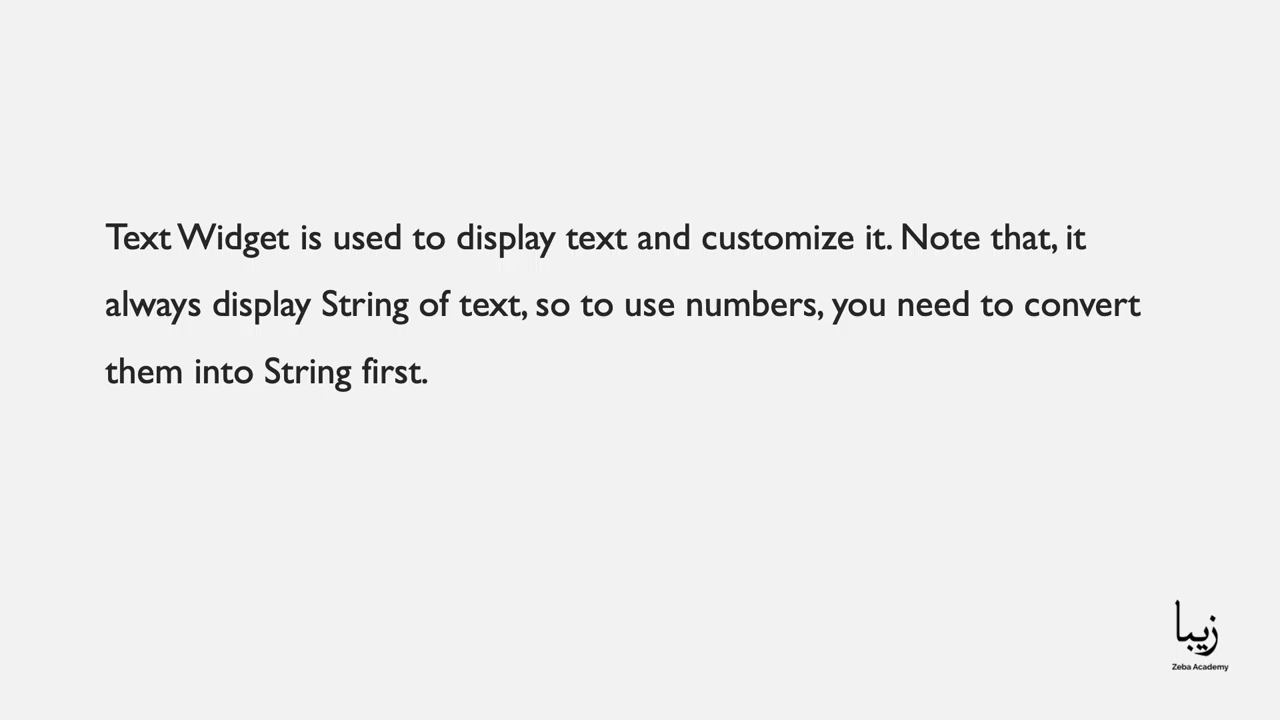 Text Widget is used to display text and customize it. Note that, it
always display String of text, so to use numbers, you need to convert
them into String first.
زیبا
Zeba Academy